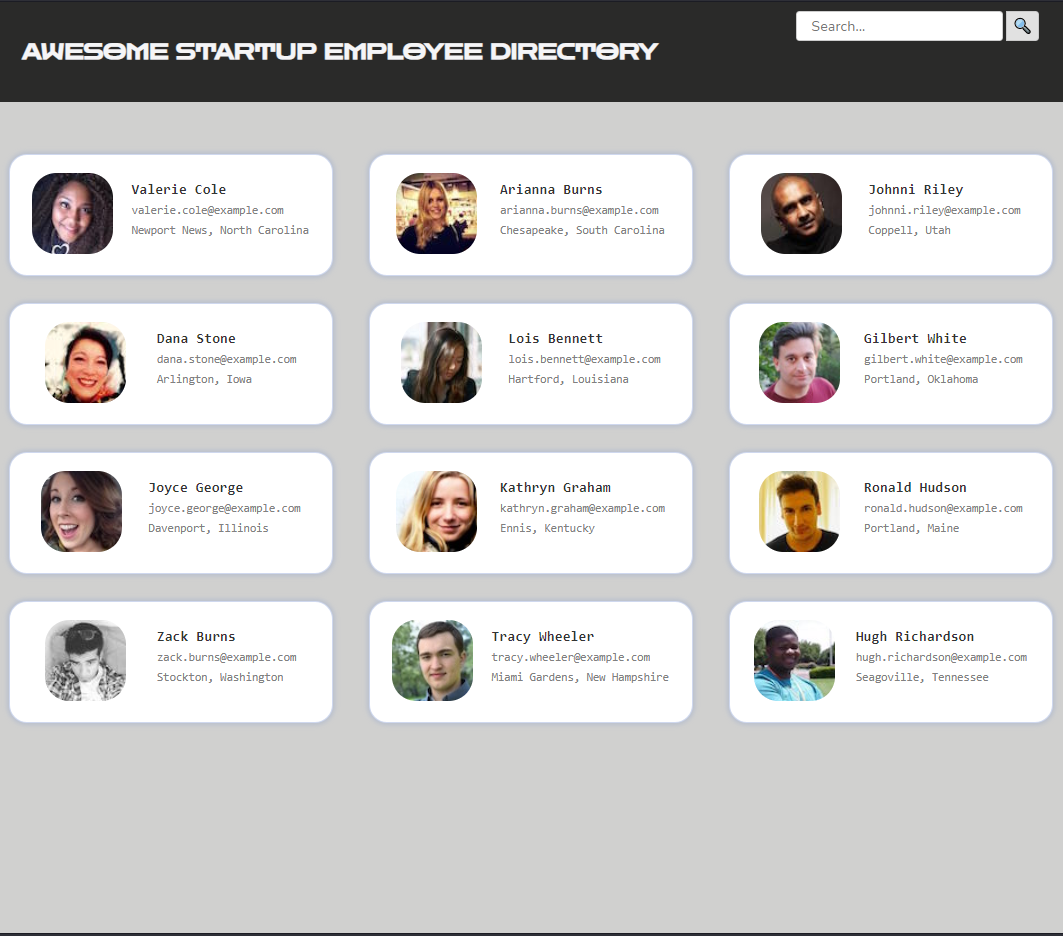 AWESOME STARTUP EMPLOYEE DIRECTORY
Search...
Valerie Cole
valerie.cole@example.com
Newport News, North Carolina
Arianna Burns
arianna.burns@example.com
Chesapeake, South Carolina
Johnni Riley
johnni.riley@example.com
Coppell, Utah
Dana Stone
dana.stone@example.com
Arlington, Iowa
Lois Bennett
lois.bennett@example.com
Hartford, Louisiana
Gilbert White
gilbert.white@example.com
Portland, Oklahoma
Joyce George
joyce.george@example.com
Davenport, Illinois
Kathryn Graham
kathryn.graham@example.com
Ennis, Kentucky
Ronald Hudson
ronald.hudson@example.com
Portland, Maine
Zack Burns
zack.burns@example.com
Stockton, Washington
Tracy Wheeler
tracy.wheeler@example.com
Miami Gardens, New Hampshire
Hugh Richardson
hugh.richardson@example.com
Seagoville, Tennessee